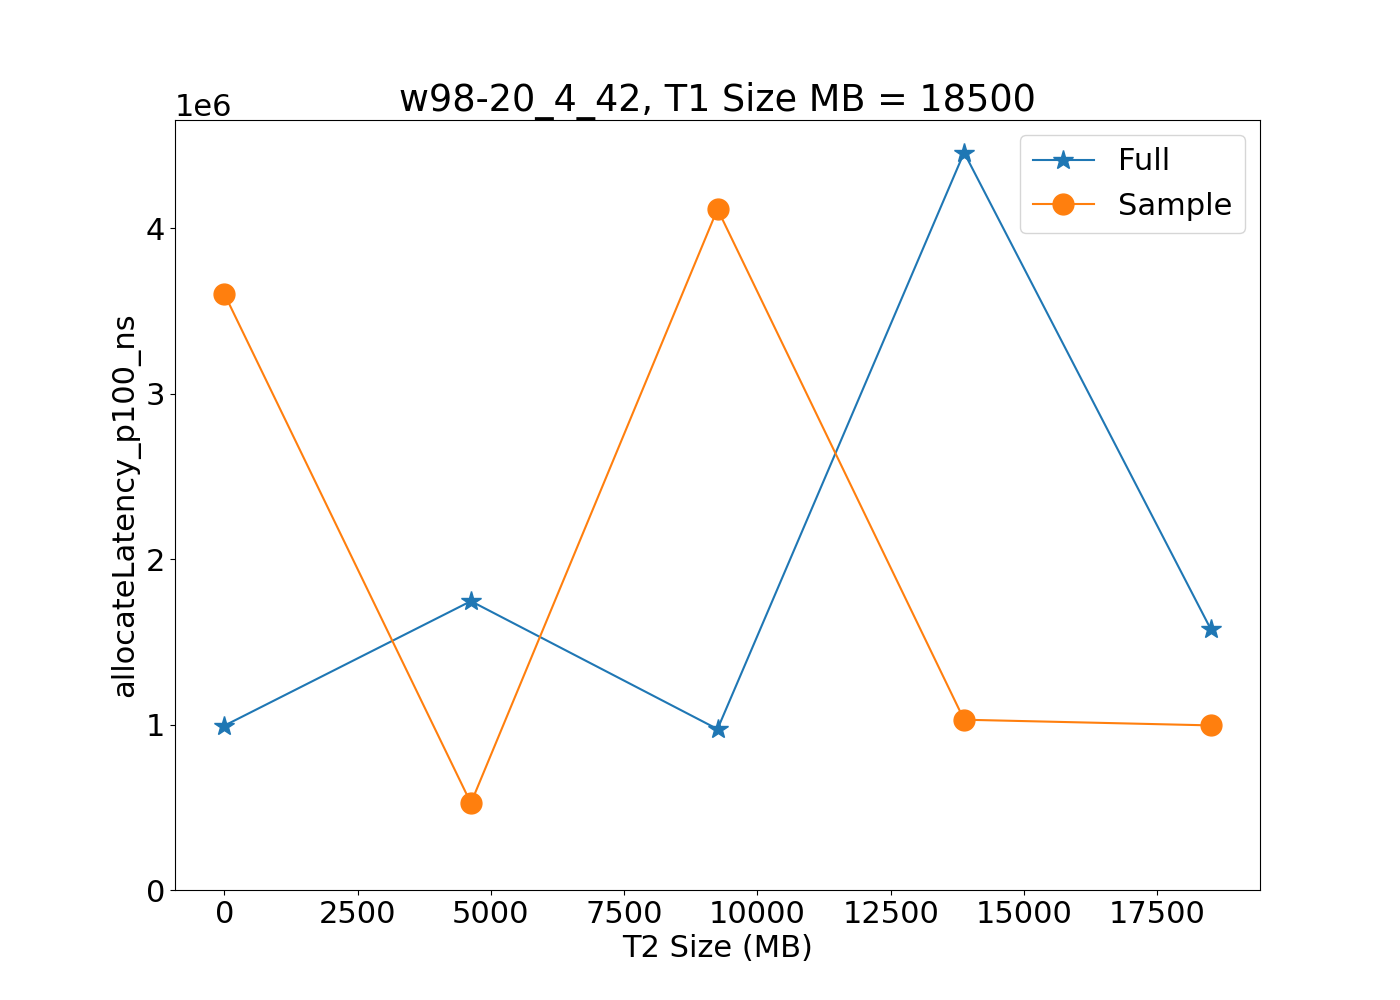 w98-20_4_42, T1 Size MB = 18500
1e6
Full
Sample
4
3
2
1
0
allocateLatency_p100_ns
0 2500 5000 7500 10000 12500 15000 17500
T2 Size (MB)